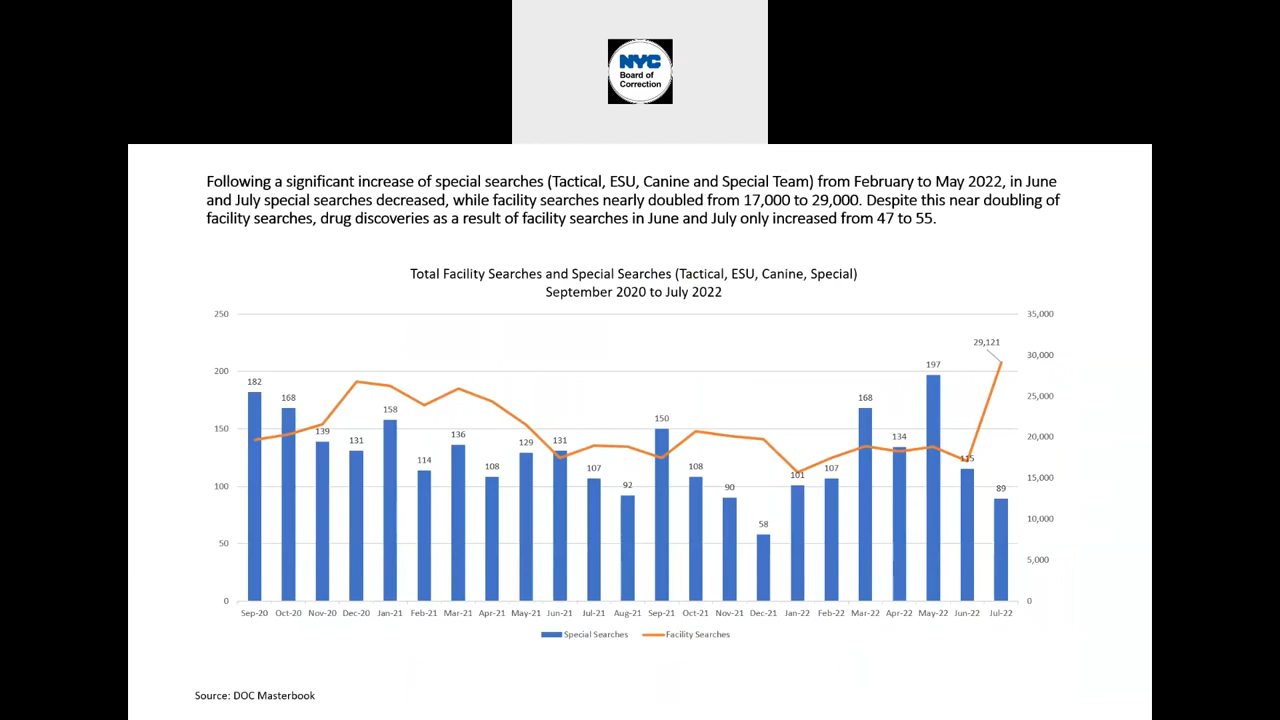 NYC
Board of
Correction
Following a significant increase of special searches (Tactical, ESU, Canine and Special Team) from February to May 2022, in June
and July special searches decreased, while facility searches nearly doubled from 17,000 to 29,000. Despite this near doubling of
facility searches, drug discoveries as a result of facility searches in June and July only increased from 47 to 55.
Total Facility Searches and Special Searches (Tactical, ESU, Canine, Special)
September 2020 to July 2022
250 35,000
29,121
30,000
200 197
182
168 168
25,000
158
150 150
139 136 134
131 129 131
20,000
114 115
108 107 108 107
101
15,000
100
92 90 89
10,000
58
50
5,000
0 0
Sep-20 Oct-20 Nov-20 Dec-20 Jan-21 Feb-21 Mar-21 Apr-21 May-21 Jun-21 Jul-21 Aug-21 Sep-21 Oct-21 Nov-21 Dec-21 Jan-22 Feb-22 Mar-22 Apr-22 May-22 Jun-22 Jul-22
Special Searches Facility Searches
Source: DOC Masterbook